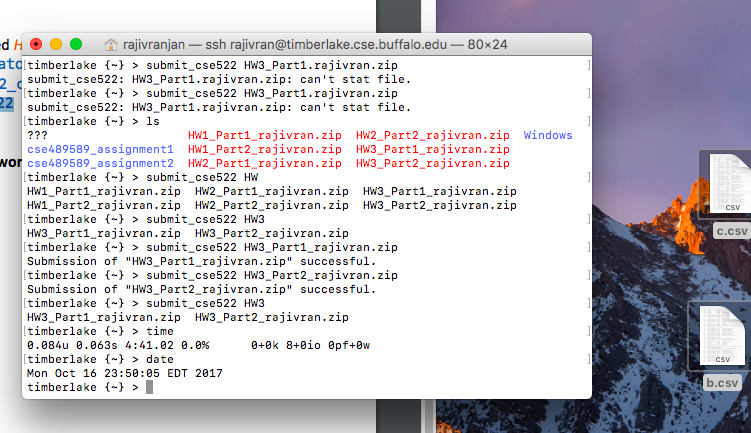 ed H
ato
2_c
22
wor
rajivranjan — ssh rajivran@timberlake.cse.buffalo.edu — 80×24
[timberlake {~} > submit_cse522 HW3_Part1.rajivran.zip ]
submit_cse522: HW3_Part1.rajivran.zip: can't stat file.
[timberlake {~} > submit_cse522 HW3_Part1.rajivran.zip ]
submit_cse522: HW3_Part1.rajivran.zip: can't stat file.
[timberlake {~} > ls ]
??? HW1_Part1_rajivran.zip HW2_Part1_rajivran.zip Windows
cse489589_assignment1 HW1_Part2_rajivran.zip HW3_Part1_rajivran.zip
cse489589_assignment2 HW2_Part1_rajivran.zip HW3_Part2_rajivran.zip
[timberlake {~} > submit_cse522 HW ]
HW1_Part1_rajivran.zip HW2_Part1_rajivran.zip HW3_Part1_rajivran.zip
HW1_Part2_rajivran.zip HW2_Part2_rajivran.zip HW3_Part2_rajivran.zip
[timberlake {~} > submit_cse522 HW3 ]
HW3_Part1_rajivran.zip HW3_Part2_rajivran.zip
[timberlake {~} > submit_cse522 HW3_Part1_rajivran.zip ]
Submission of "HW3_Part1_rajivran.zip" successful.
[timberlake {~} > submit_cse522 HW3_Part2_rajivran.zip ]
Submission of "HW3_Part2_rajivran.zip" successful.
[timberlake {~} > submit_cse522 HW3 ]
HW3_Part1_rajivran.zip HW3_Part2_rajivran.zip
[timberlake {~} > time ]
0.084u 0.063s 4:41.02 0.0% 0+0k 8+0io 0pf+0w
[timberlake {~} > date ]
Mon Oct 16 23:50:05 EDT 2017
timberlake {~} >
CSV
c.csv
CSV
b.csv